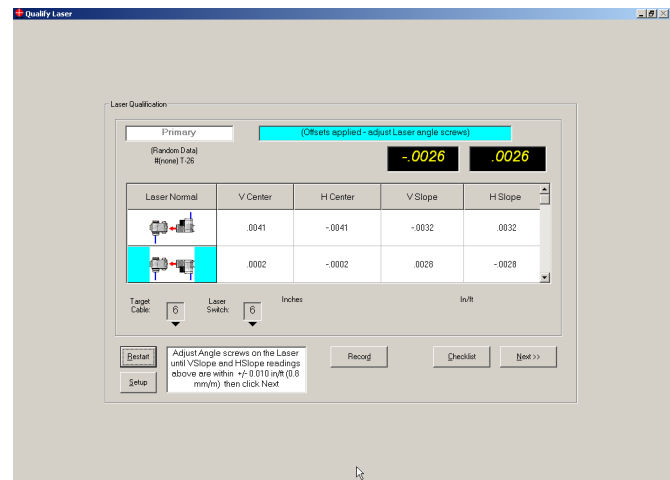 Qualify Laser
Laser Qualification
Primary
(Offsets applied - adjust Laser angle screws)
(Random Data)
#(none) T-26
-.0026 .0026
Laser Normal V Center H Center V Slope H Slope
.0041 -.0041 -.0032 .0032
.0002 -.0002 .0028 -.0028
Target Cable: 6 Laser Switch: 6 Inches In/ft
Restart
Setup
Adjust Angle screws on the Laser
until VSlope and HSlope readings
above are within +/- 0.010 in/ft (0.8
mm/m) then click Next
Record Checklist Next >>